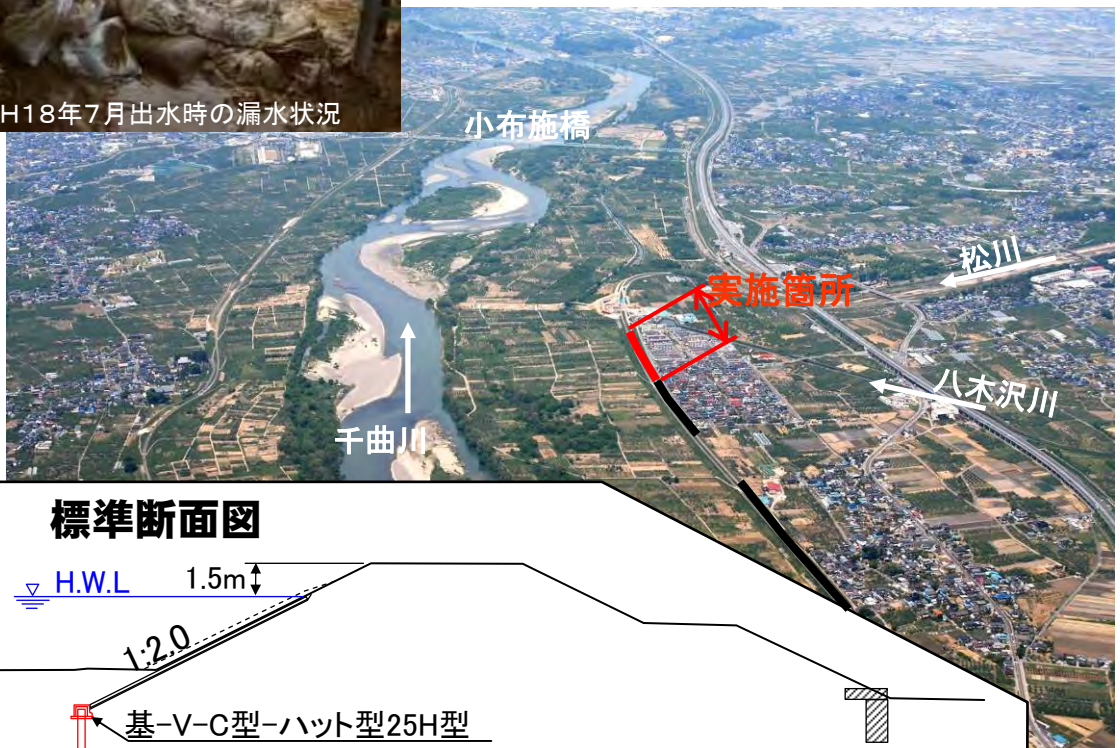 H18年7月出水時の漏水状況
小布施橋
松川
実施箇所
八木沢川
千曲川
標準断面図
H.W.L
1.5m
1:2.0
基-V-C型-ハット型25H型